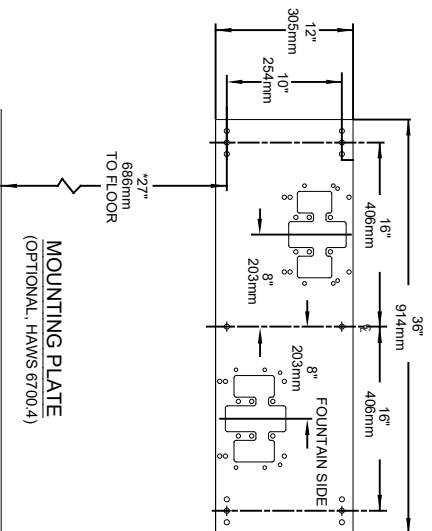 36"
914mm
16"
406mm
16"
406mm
12"
305mm
10"
254mm
8"
203mm
8"
203mm
FOUNTAIN SIDE
*27"
686mm
TO FLOOR
MOUNTING PLATE
(OPTIONAL, HAWS 6700.4)